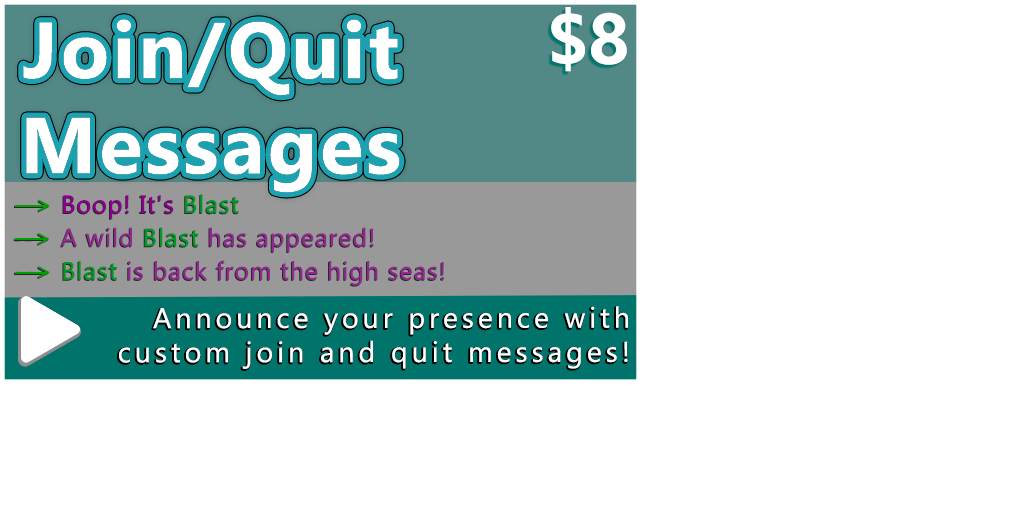 Join/Quit
$8
Messages
Boop! It's Blast
A wild Blast has appeared!
Blast is back from the high seas!
Announce your presence with
custom join and quit messages!